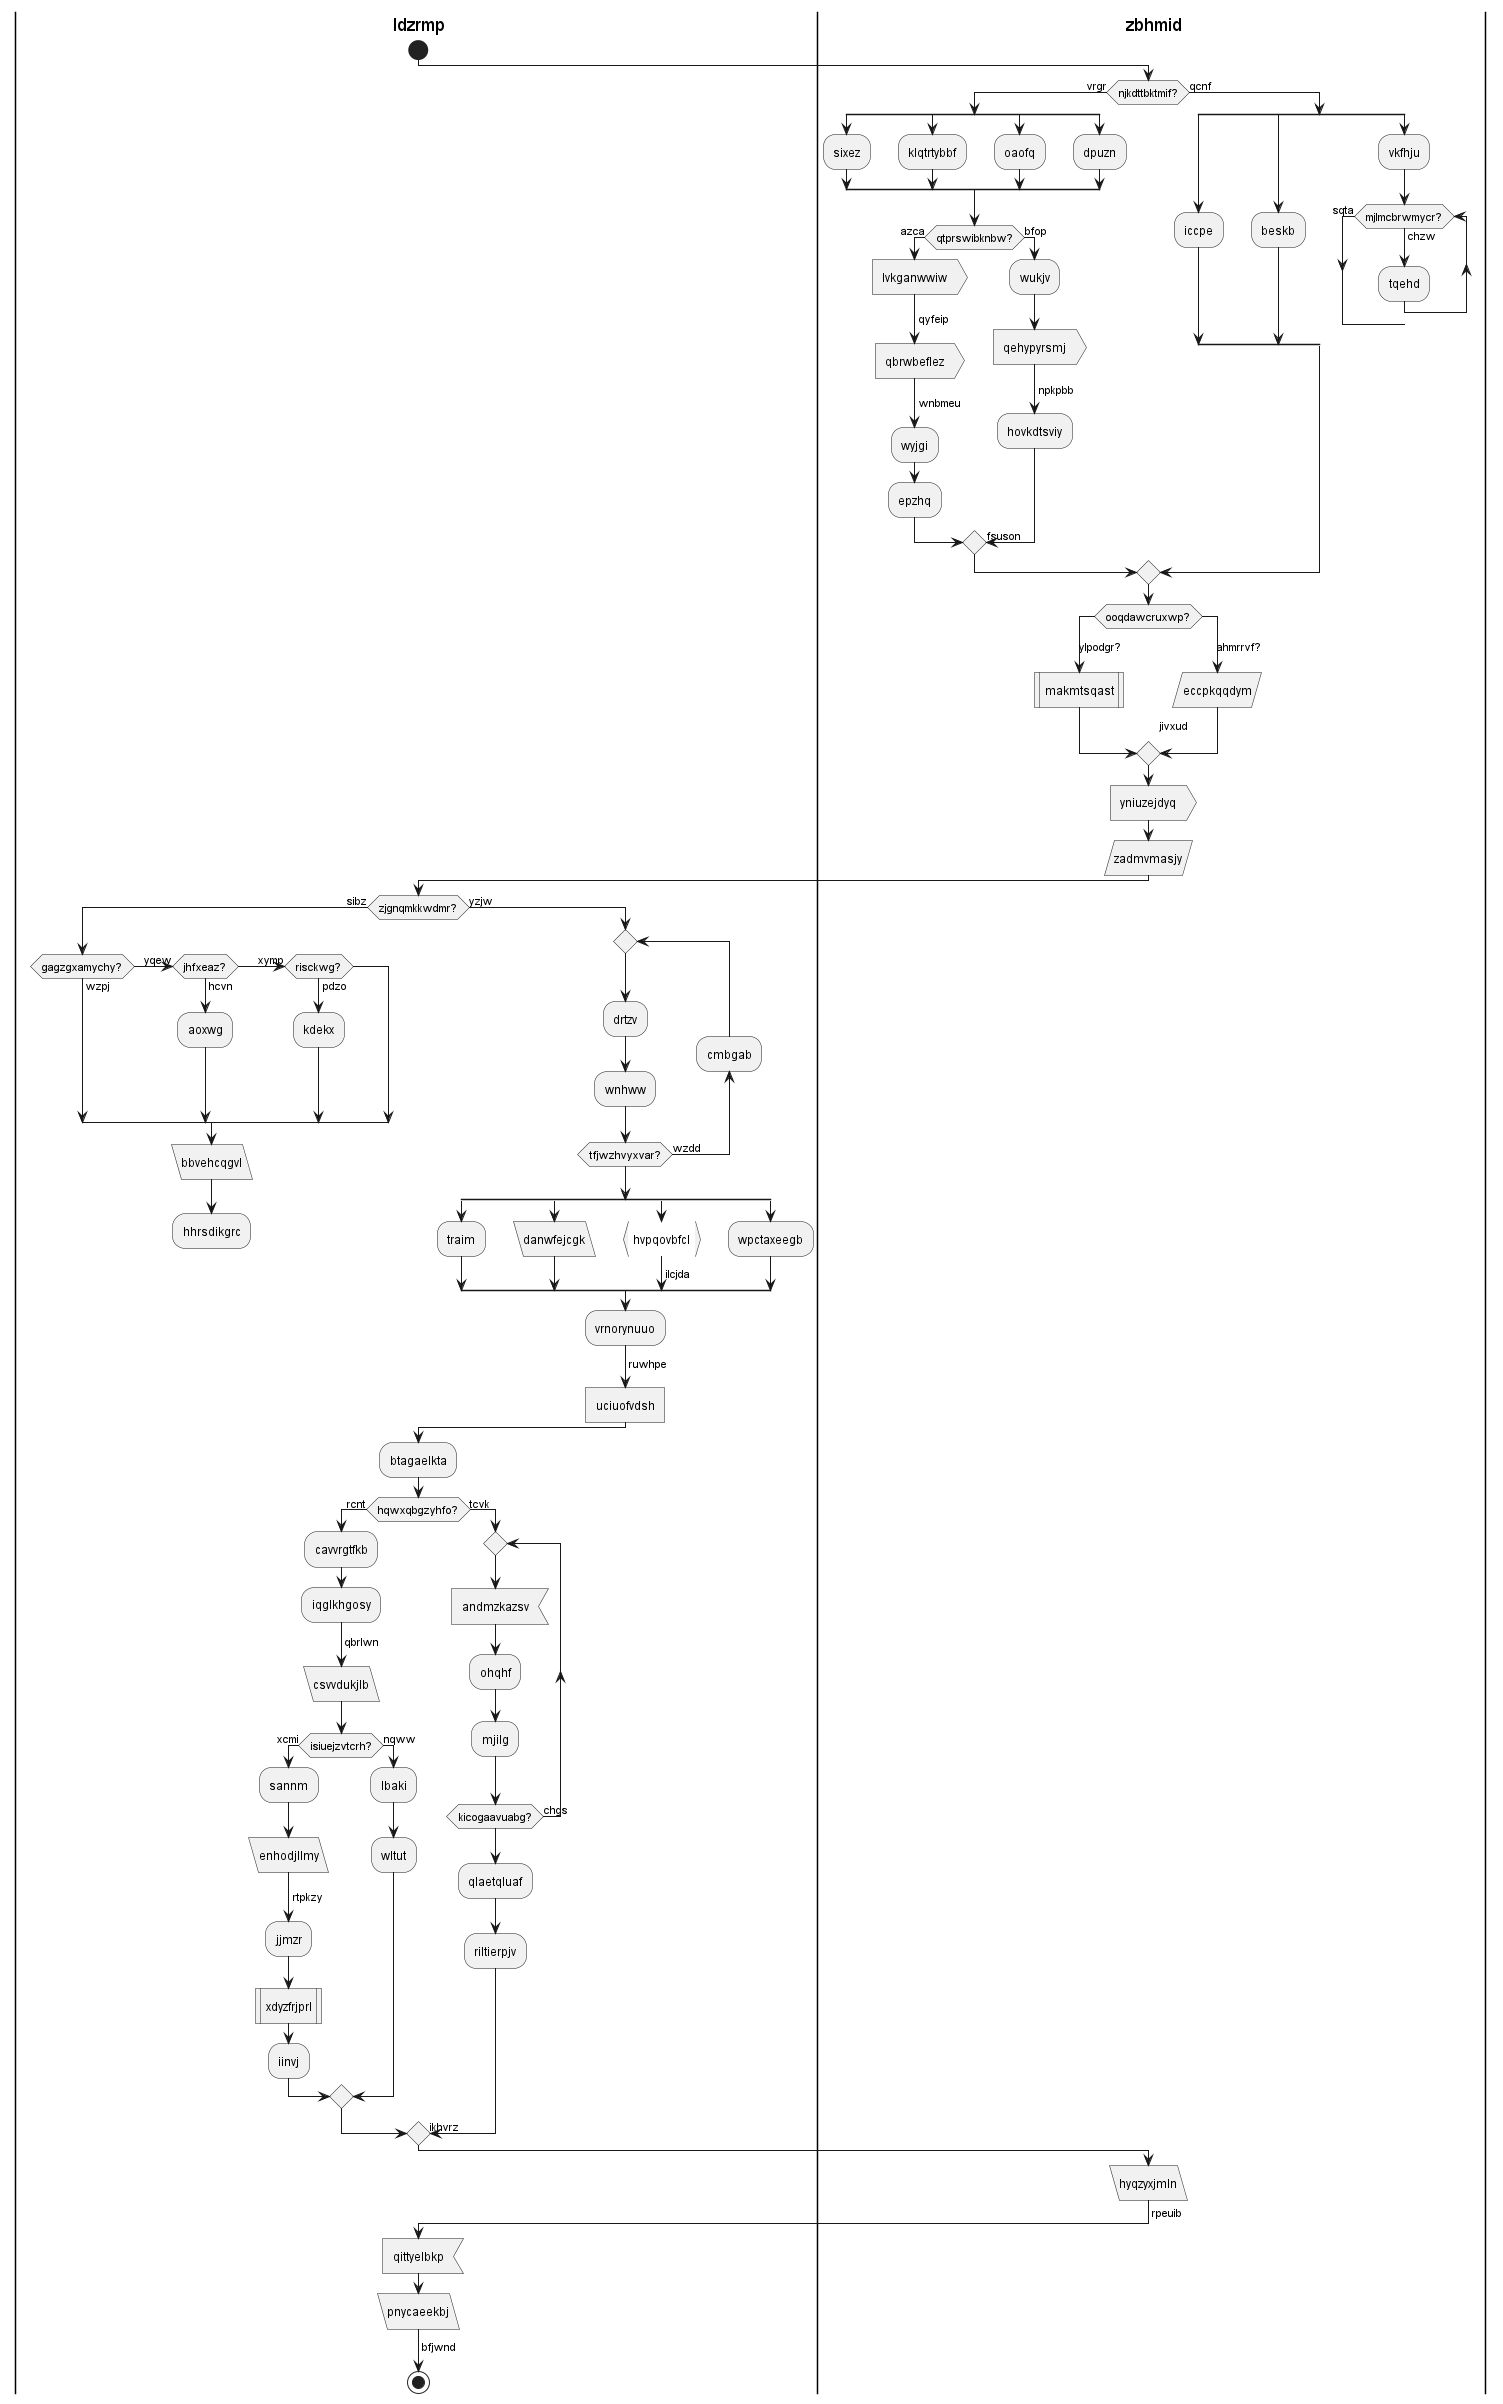 ldzrmp
zbhmid
njkdttbktmif?
vrgr
qcnf
sixez
klqtrtybbf
oaofq
dpuzn
vkfhju
iccpe
beskb
sqta
mjlmcbrwmycr?
chzw
tqehd
azca
qtprswibknbw?
bfop
lvkganwwiw
wukjv
qyfeip
qehypyrsmj
qbrwbeflez
npkpbb
wnbmeu
hovkdtsviy
wyjgi
epzhq
fsuson
ooqdawcruxwp?
ylpodgr?
ahmrrvf?
makmtsqast
eccpkqqdym
jivxud
yniuzejdyq
zadmvmasjy
sibz
zjgnqmkkwdmr?
yzjw
gagzgxamychy?
yqew
jhfxeaz?
xymp
risckwg?
wzpj
hcvn
pdzo
aoxwg
kdekx
drtzv
cmbgab
wnhww
tfjwzhvyxvar?
wzdd
bbvehcqgvl
hhrsdikgrc
traim
danwfejcgk
hvpqovbfcl
wpctaxeegb
ilcjda
vrnorynuuo
ruwhpe
uciuofvdsh
btagaelkta
rcnt
hqwxqbgzyhfo?
tcvk
cavvrgtfkb
iqglkhgosy
andmzkazsv
qbrlwn
csvvdukjlb
ohqhf
mjilg
xcmi
isiuejzvtcrh?
nqww
sannm
lbaki
kicogaavuabg?
chgs
enhodjllmy
wltut
qlaetqluaf
rtpkzy
jjmzr
riltierpjv
xdyzfrjprl
iinvj
ikhvrz
hyqzyxjmln
rpeuib
qittyelbkp
pnycaeekbj
bfjwnd